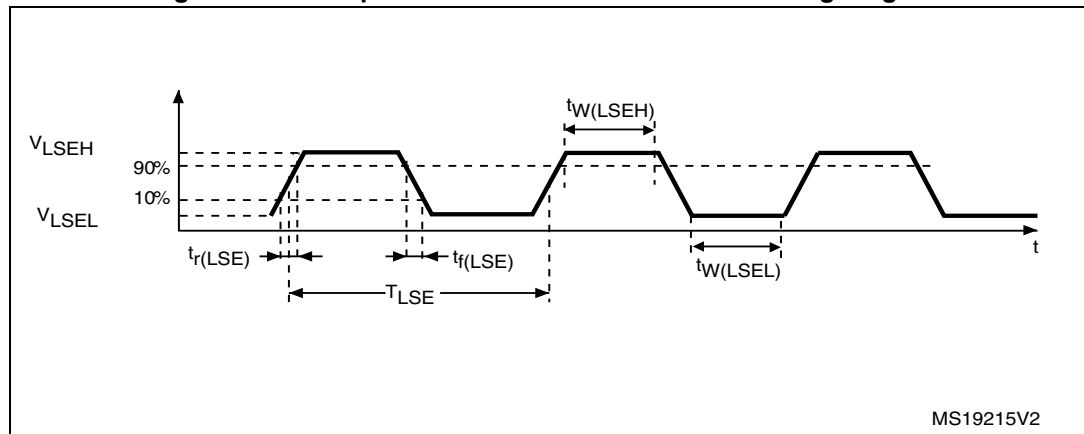 tW(LSEH)
VLSEH
90%
10%
VLSEL
tr(LSE)
tf(LSE)
tW(LSEL)
t
TLSE
MS19215V2